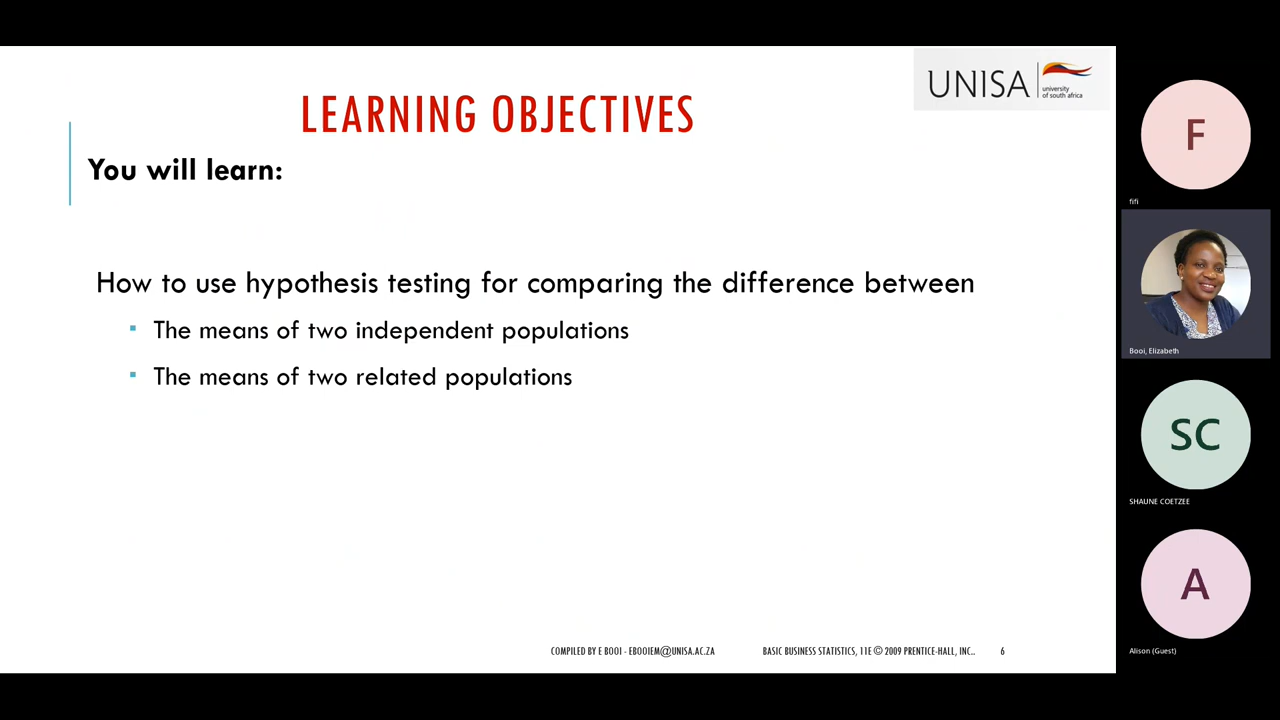 LEARNING OBJECTIVES
UNISA
university
of south africa
You will learn:
How to use hypothesis testing for comparing the difference between
▪ The means of two independent populations
▪ The means of two related populations
COMPILED BY E BOOI - EBOOIEM@UNISA.AC.ZA
BASIC BUSINESS STATISTICS, 11E © 2009 PRENTICE-HALL, INC..
6
F
fifi
Booi, Elizabeth
SC
SHAUNE COETZEE
A
Alison (Guest)